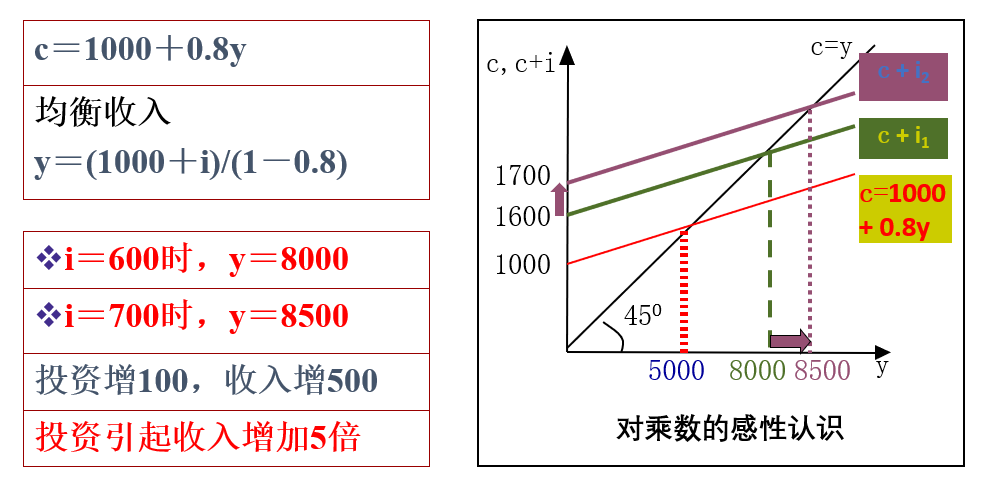 c＝1000＋0.8y
均衡收入
y＝(1000＋i)/(1－0.8)
❖i＝600时，y＝8000
❖i＝700时，y＝8500
投资增100，收入增500
投资引起收入增加5倍
c, c+i
c=y
c＋i₂
c + i₁
c=1000
+ 0.8y
1700
1600
1000
45⁰
5000
8000
8500
y
对乘数的感性认识